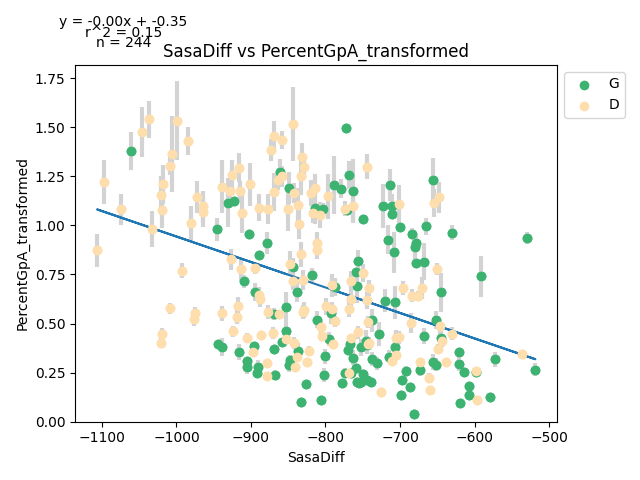 y = -0.00x + -0.35
r^2 = 0.15
n = 244
SasaDiff vs PercentGpA_transformed
PercentGpA_transformed
1.75
1.50
1.25
1.00
0.75
0.50
0.25
0.00
−1100
−1000
−900
−800
−700
−600
−500
SasaDiff
G
D